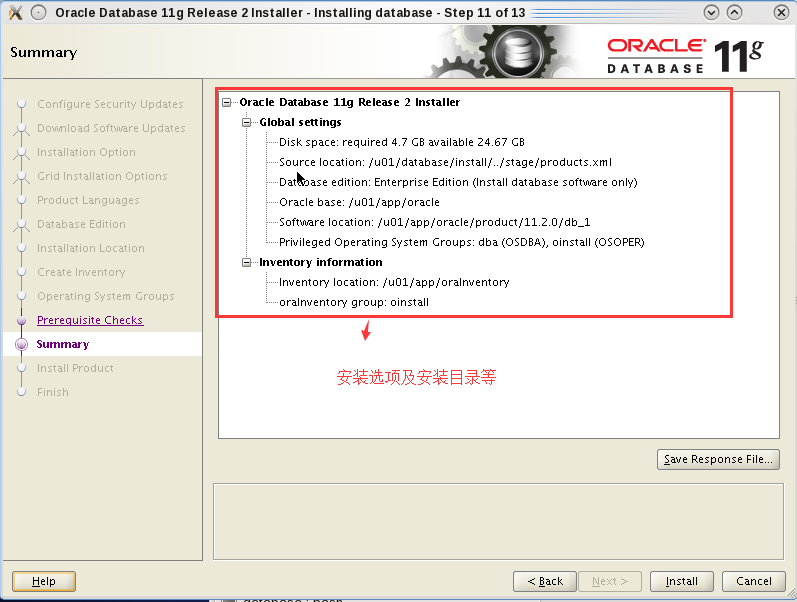 Oracle Database 11g Release 2 Installer - Installing database - Step 11 of 13
Summary
ORACLE
DATABASE
11g
Configure Security Updates
Download Software Updates
Installation Option
Grid Installation Options
Product Languages
Database Edition
Installation Location
Create Inventory
Operating System Groups
Prerequisite Checks
Summary
Install Product
Finish
Oracle Database 11g Release 2 Installer
Global settings
Disk space: required 4.7 GB available 24.67 GB
Source location: /u01/database/install/../stage/products.xml
Database edition: Enterprise Edition (Install database software only)
Oracle base: /u01/app/oracle
Software location: /u01/app/oracle/product/11.2.0/db_1
Privileged Operating System Groups: dba (OSDBA), oinstall (OSOPER)
Inventory information
Inventory location: /u01/app/oraInventory
oraInventory group: oinstall
安装选项及安装目录等
Save Response File...
Help
< Back
Next >
Install
Cancel